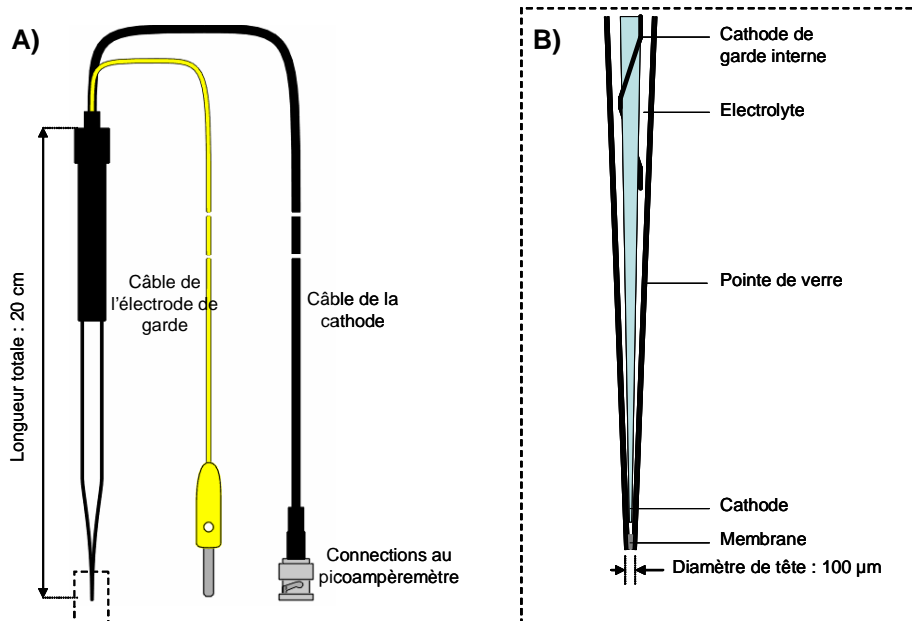 A)
Longueur totale : 20 cm
Câble de
l'électrode de
garde
Câble de la
cathode
Connections au
picoampèremètre
B)
Cathode de
garde interne
Electrolyte
Pointe de verre
Cathode
Membrane
Diamètre de tête : 100 µm